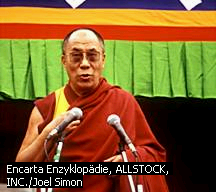 Encarta Enzyklopädie, ALLSTOCK,
INC./Joel Simon